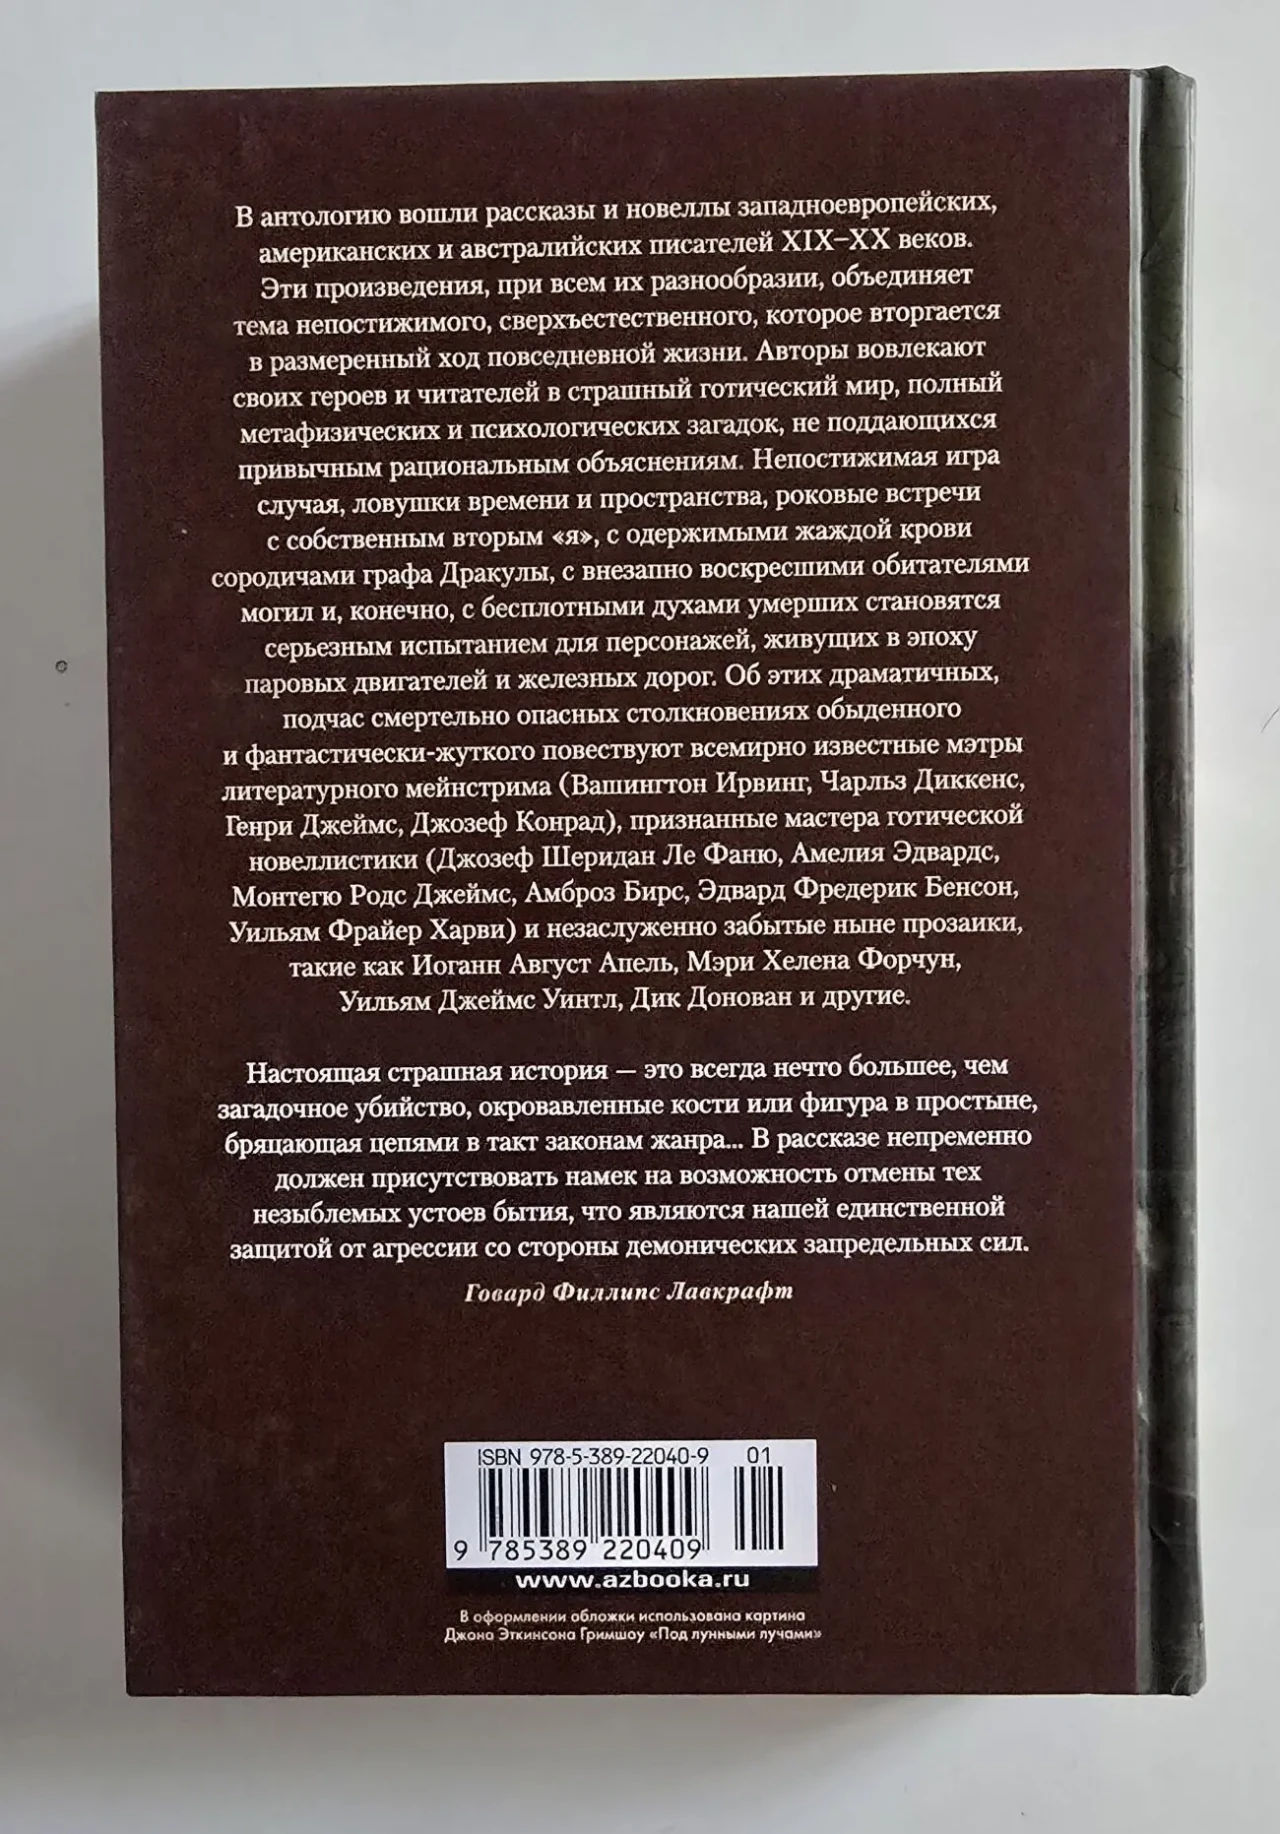 В антологию вошли рассказы и новеллы западноевропейских,
американских и австралийских писателей XIX–XX веков.
Эти произведения, при всем их разнообразии, объединяет
тема непостижимого, сверхъестественного, которое вторгается
в размеренный ход повседневной жизни. Авторы вовлекают
своих героев и читателей в страшный готический мир, полный
метафизических и психологических загадок, не поддающихся
привычным рациональным объяснениям. Непостижимая игра
случая, ловушки времени и пространства, роковые встречи
с собственным вторым «я», с одержимыми жаждой крови
сородичами графа Дракулы, с внезапно воскресшими обитателями
могил и, конечно, с бесплотными духами умерших становятся
серьезным испытанием для персонажей, живущих в эпоху
паровых двигателей и железных дорог. Об этих драматичных,
подчас смертельно опасных столкновениях обыденного
и фантастически-жуткого повествуют всемирно известные мэтры
литературного мейнстрима (Вашингтон Ирвинг, Чарльз Диккенс,
Генри Джеймс, Джозеф Конрад), признанные мастера готической
новеллистики (Джозеф Шеридан Ле Фаню, Амелия Эдвардс,
Монтегю Родс Джеймс, Амброз Бирс, Эдвард Фредерик Бенсон,
Уильям Фрайер Харви) и незаслуженно забытые ныне прозаики,
такие как Иоганн Август Апель, Мэри Хелена Форчун,
Уильям Джеймс Уинтл, Дик Донован и другие.
Настоящая страшная история — это всегда нечто большее, чем
загадочное убийство, окровавленные кости или фигура в простыне,
бряцающая цепями в такт законам жанра... В рассказе непременно
должен присутствовать намек на возможность отмены тех
незыблемых устоев бытия, что являются нашей единственной
защитой от агрессии со стороны демонических запредельных сил.
Говард Филлипс Лавкрафт
ISBN 978-5-389-22040-9 01
9 785389 220409
www.azbooka.ru
В оформлении обложки использована картина
Джона Эткинсона Гримшоу «Под лунными лучами»